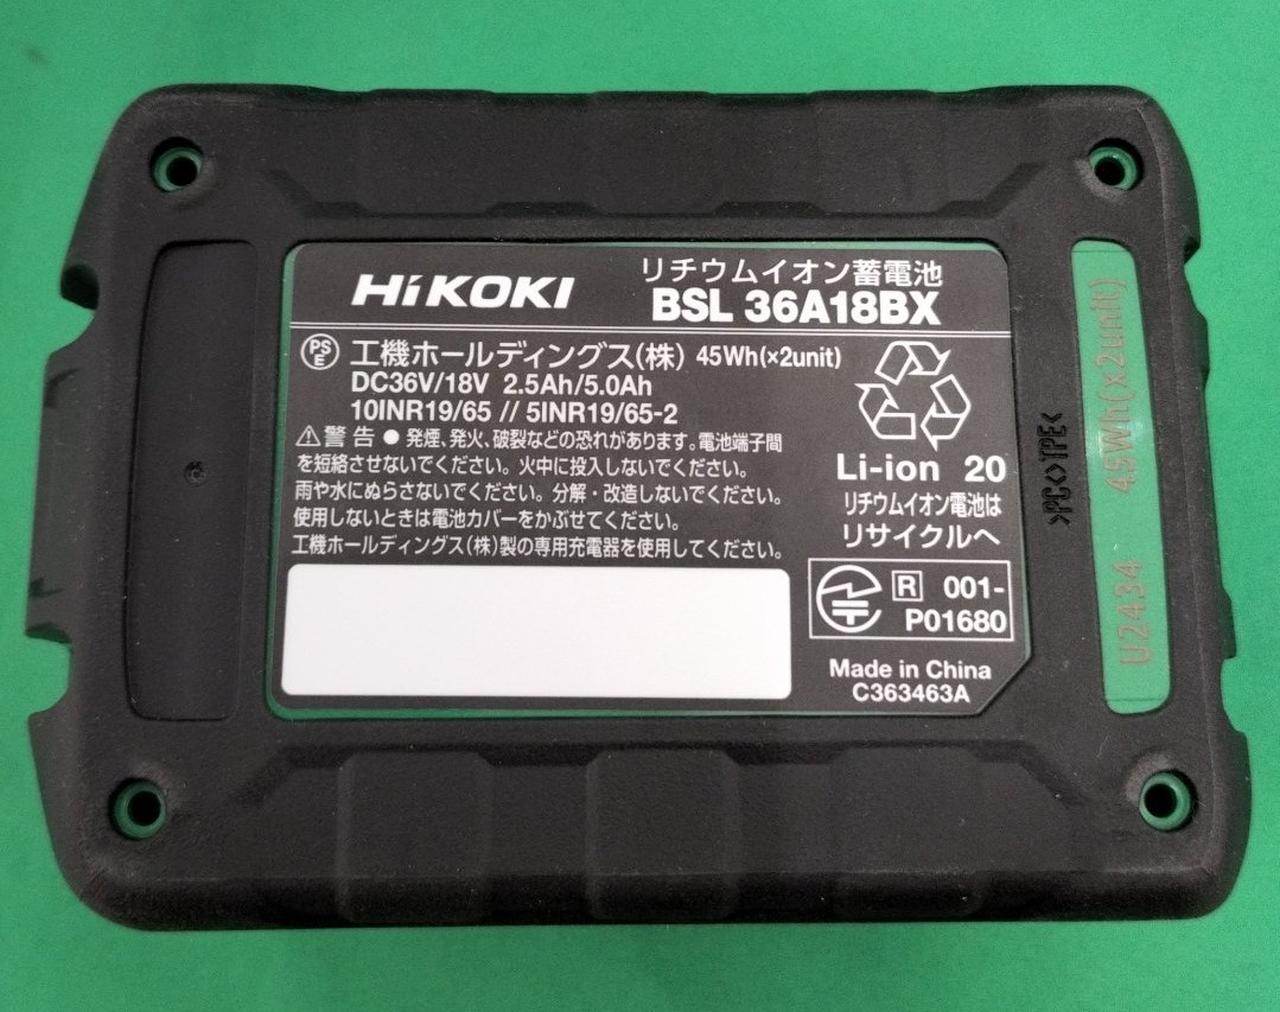 HiKOKI
リチウムイオン蓄電池
BSL 36A18BX
PSE 工機ホールディングス(株) 45Wh(×2unit)
DC36V/18V 2.5Ah/5.0Ah
10INR19/65 // 5INR19/65-2
⚠警告 ● 発煙、発火、破裂などの恐れがあります。電池端子間
を短絡させないでください。火中に投入しないでください。
雨や水にぬらさないでください。分解・改造しないでください。
使用しないときは電池カバーをかぶせてください。
工機ホールディングス(株)製の専用充電器を使用してください。
Li-ion 20
リチウムイオン電池は
リサイクルへ
R 001-
P01680
Made in China
C363463A
>PC<>TPE<
U2434 45Wh(x2unit)